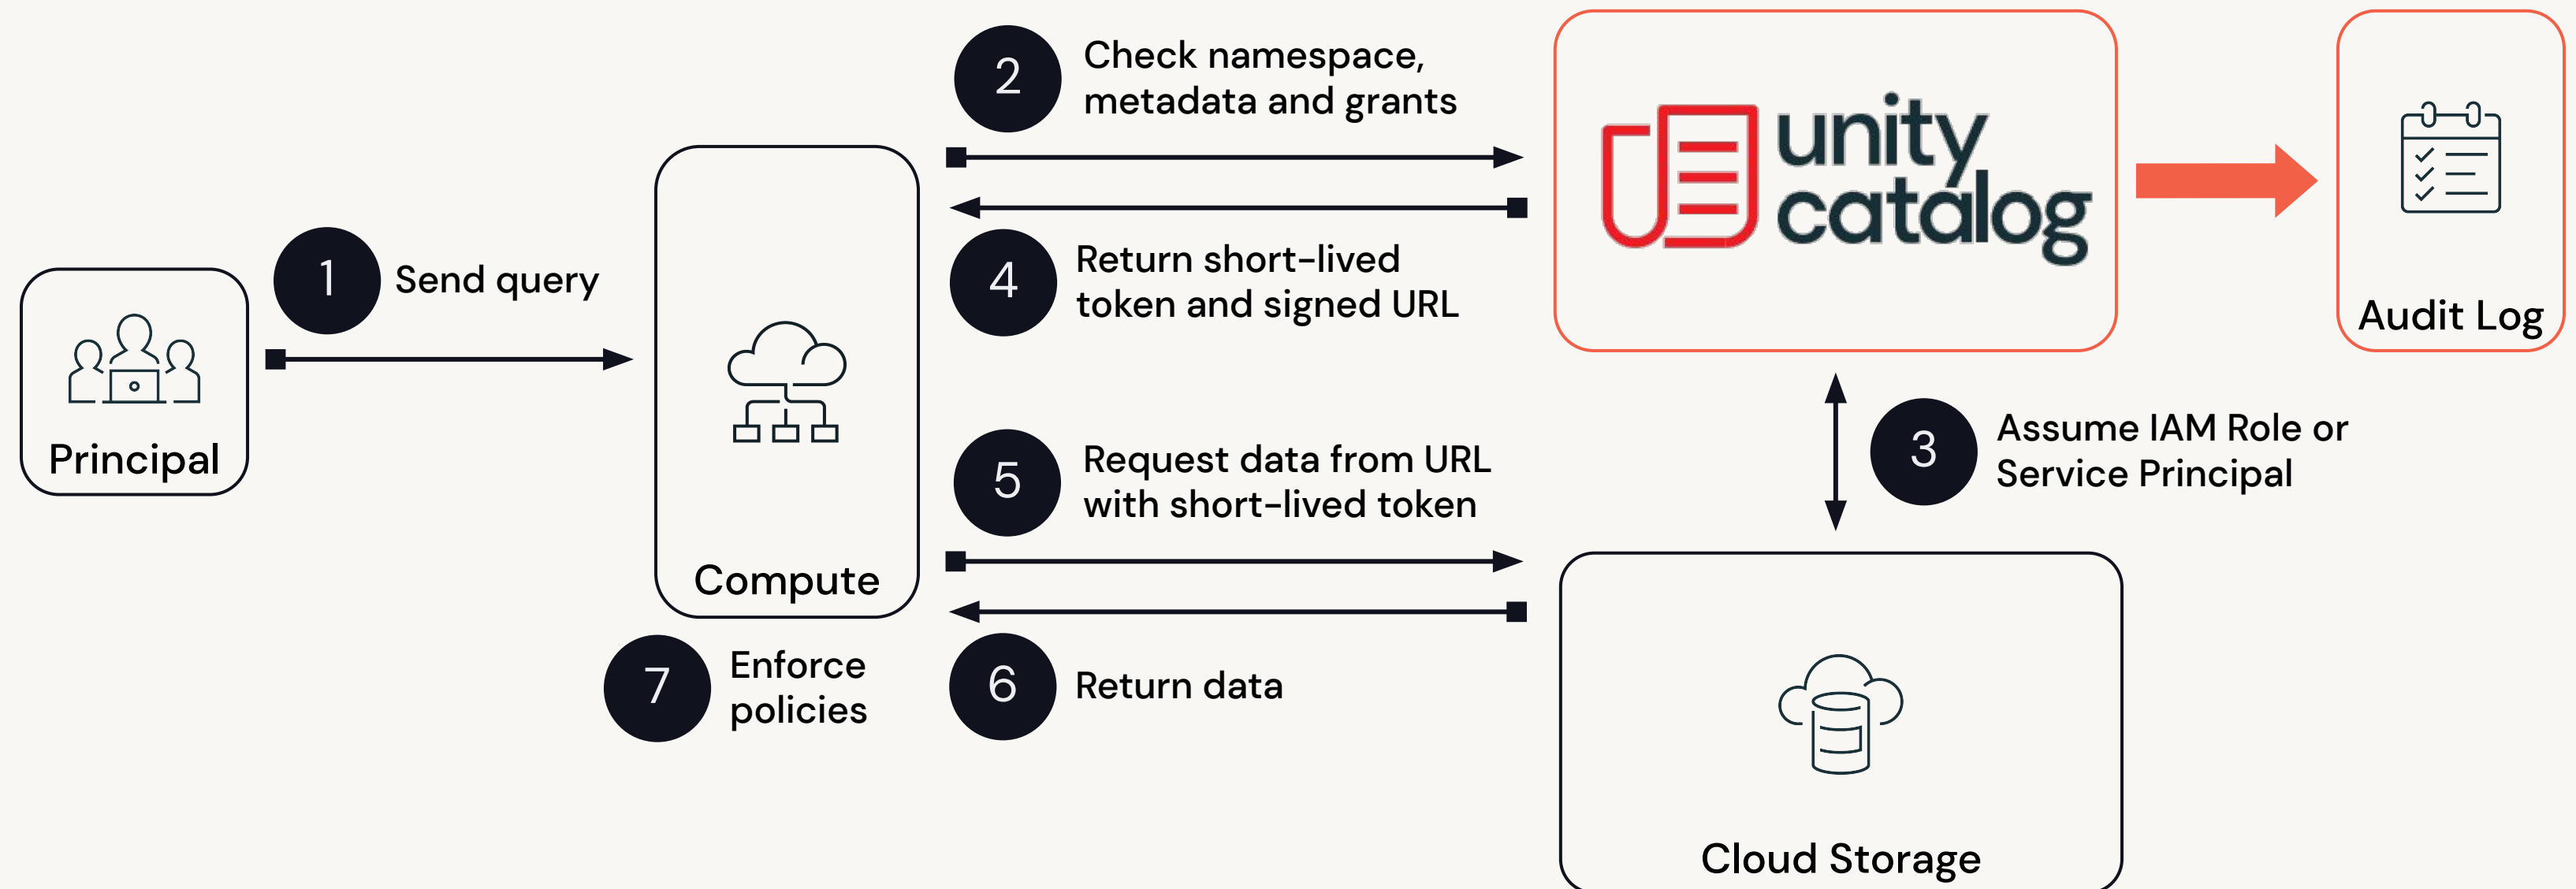 1
Send query
Principal
Compute
2
Check namespace,
metadata and grants
4
Return short-lived
token and signed URL
5
Request data from URL
with short-lived token
6
Return data
7
Enforce
policies
unity
catalog
Audit Log
3
Assume IAM Role or
Service Principal
Cloud Storage